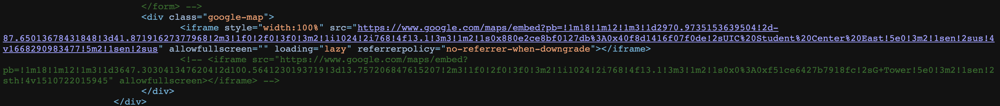 </form> -->
<div class="google-map">
<iframe style="width:100%" src="https://www.google.com/maps/embed?pb=!1m18!1m12!1m3!1d2970.9735153639504!2d-
87.65013678431848!3d41.87191627377968!2m3!1f0!2f0!3f0!3m2!1i1024!2i768!4f13.1!3m3!1m2!1s0x880e2ce8bf0127db%3A0x40f8d1416f07f0de!2sUIC%20Student%20Center%20East!5e0!3m2!1sen!2sus!4
v1668290983477!5m2!1sen!2sus" allowfullscreen="" loading="lazy" referrerpolicy="no-referrer-when-downgrade"></iframe>
<!-- <iframe src="https://www.google.com/maps/embed?
pb=!1m18!1m12!1m3!1d3647.3030413476204!2d100.5641230193719!3d13.757206847615207!2m3!1f0!2f0!3f0!3m2!1i1024!2i768!4f13.1!3m3!1m2!1s0x0%3A0xf51ce6427b7918fc!2sG+Tower!5e0!3m2!1sen!2
sth!4v1510722015945" allowfullscreen></iframe> -->
</div>
</div>